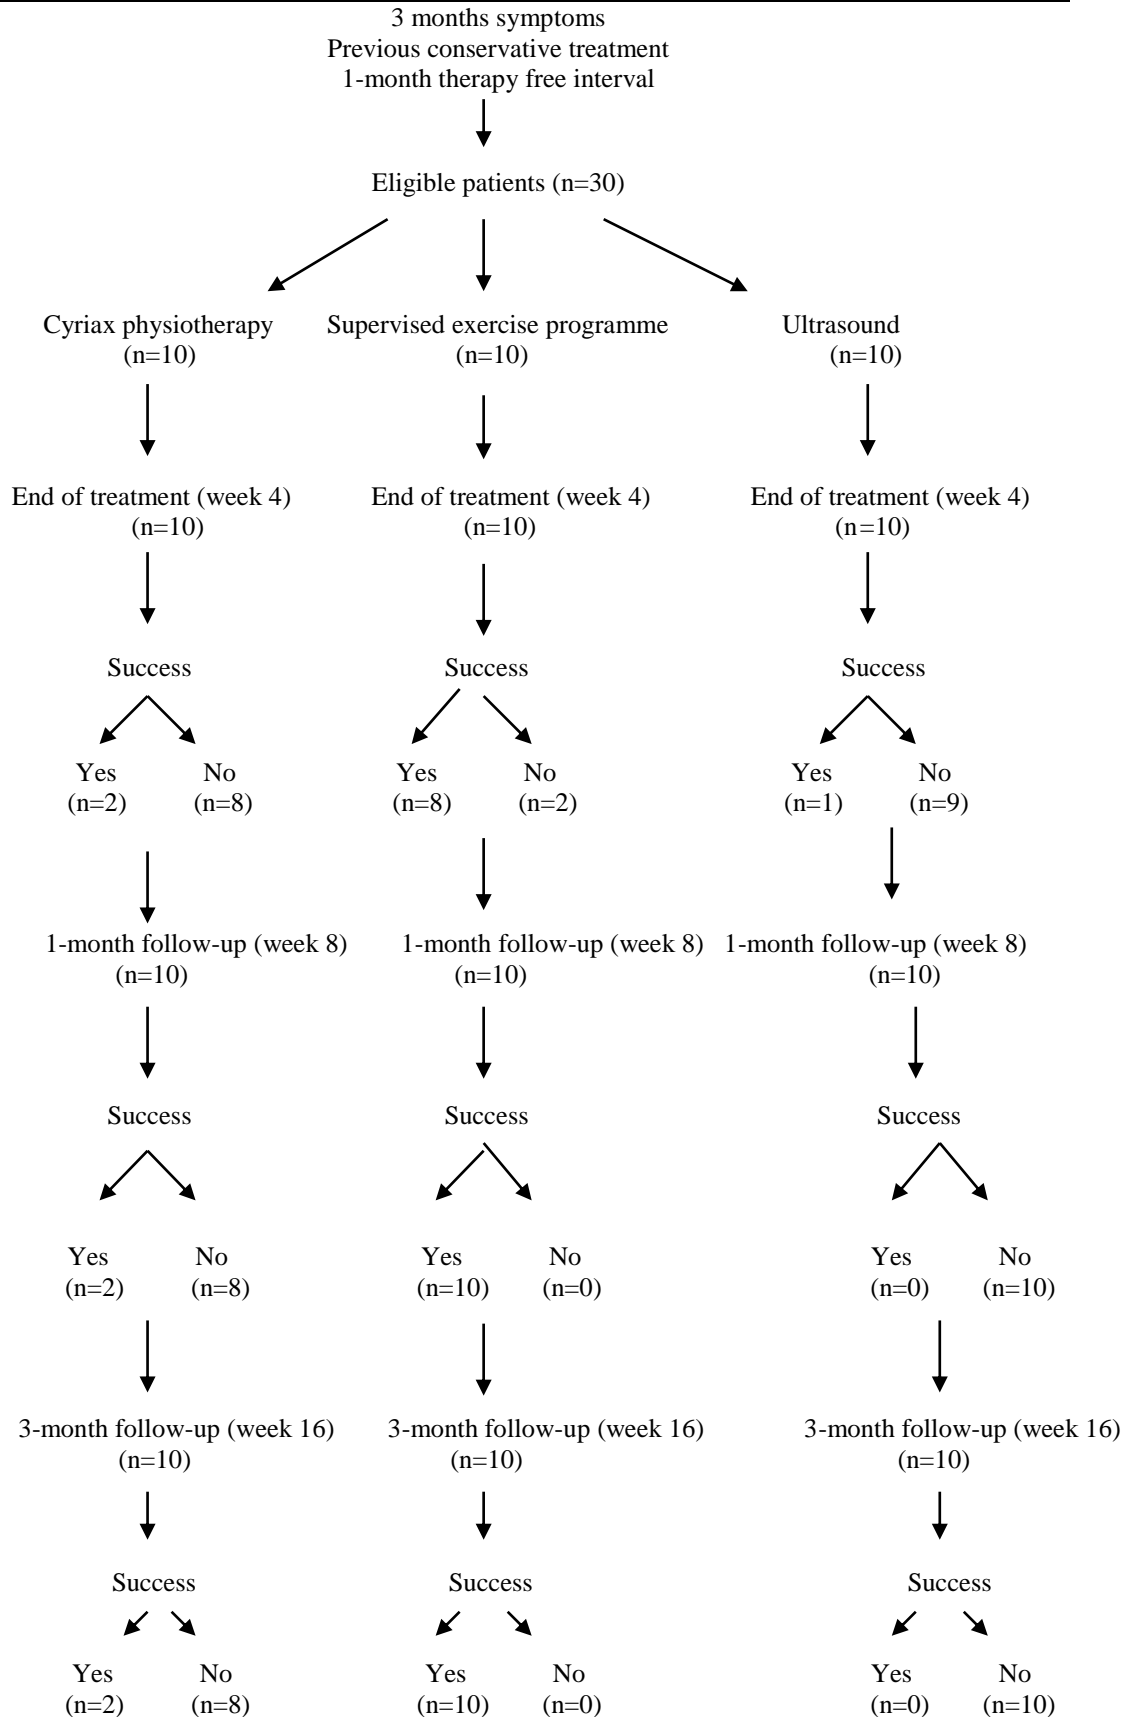 3 months symptoms
Previous conservative treatment
1-month therapy free interval
Eligible patients (n=30)
Cyriax physiotherapy
(n=10)
Supervised exercise programme
(n=10)
Ultrasound
(n=10)
End of treatment (week 4)
(n=10)
End of treatment (week 4)
(n=10)
End of treatment (week 4)
(n=10)
Success
Success
Success
Yes No
(n=2) (n=8)
Yes No
(n=8) (n=2)
Yes No
(n=1) (n=9)
1-month follow-up (week 8)
(n=10)
1-month follow-up (week 8)
(n=10)
1-month follow-up (week 8)
(n=10)
Success
Success
Success
Yes No
(n=2) (n=8)
Yes No
(n=10) (n=0)
Yes No
(n=0) (n=10)
3-month follow-up (week 16)
(n=10)
3-month follow-up (week 16)
(n=10)
3-month follow-up (week 16)
(n=10)
Success
Success
Success
Yes No
(n=2) (n=8)
Yes No
(n=10) (n=0)
Yes No
(n=0) (n=10)